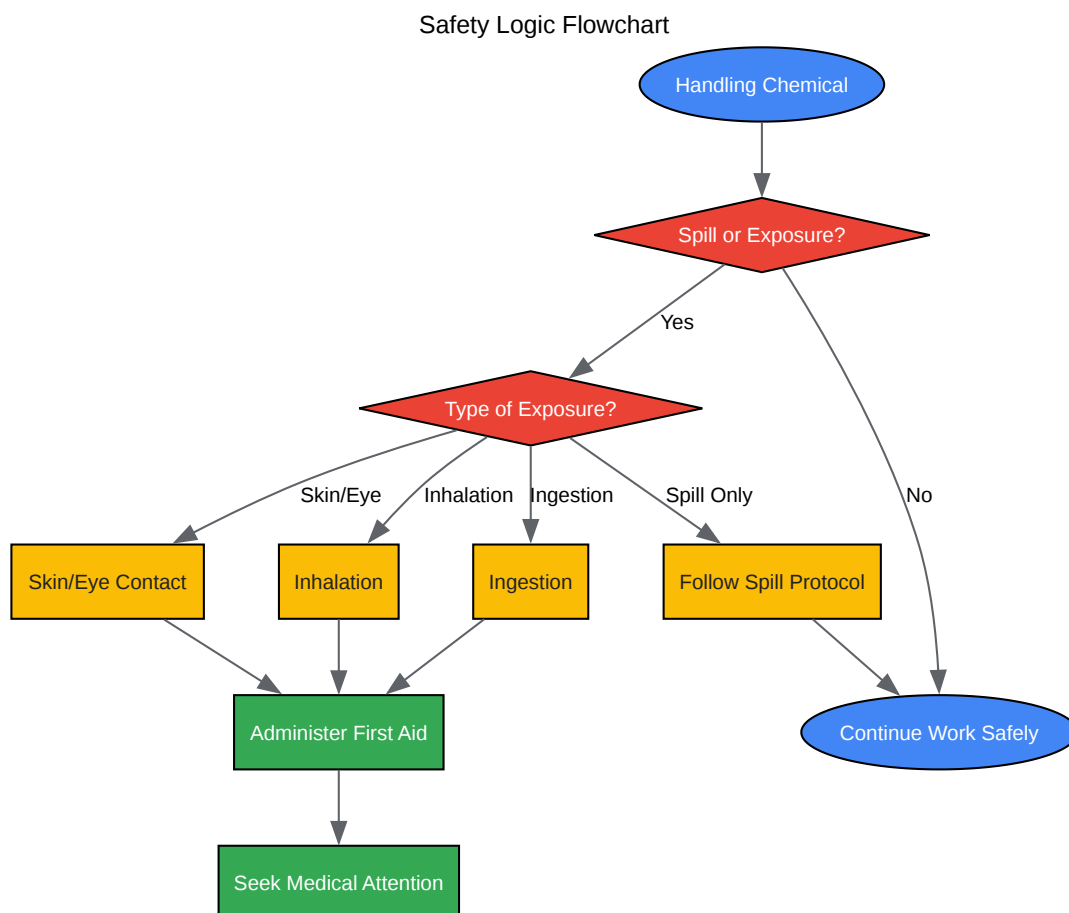 Safety Logic Flowchart
Handling Chemical
Spill or Exposure?
Yes
Type of Exposure?
Skin/Eye
Inhalation
Ingestion
Spill Only
No
Skin/Eye Contact
Inhalation
Ingestion
Follow Spill Protocol
Administer First Aid
Continue Work Safely
Seek Medical Attention